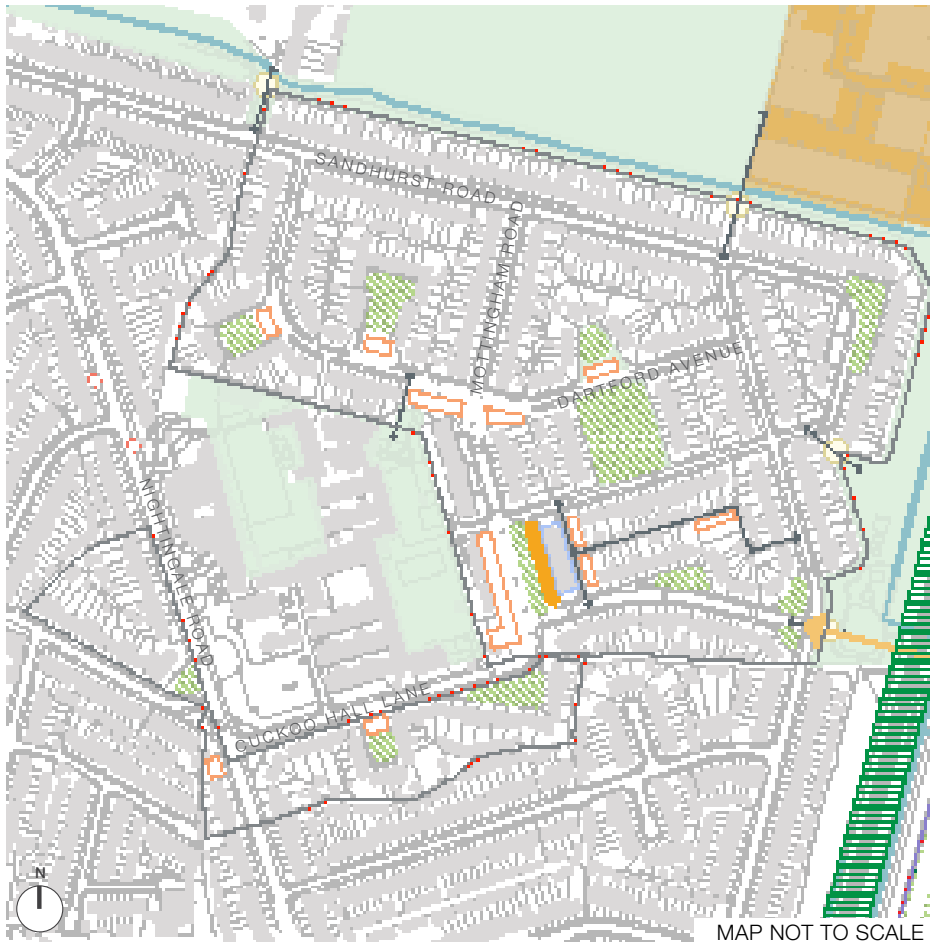 SANDHURST ROAD
MOTTINGHAM ROAD
DARTFORD AVENUE
NIGHTINGALE ROAD
CUCKOO HALL LANE
N
MAP NOT TO SCALE